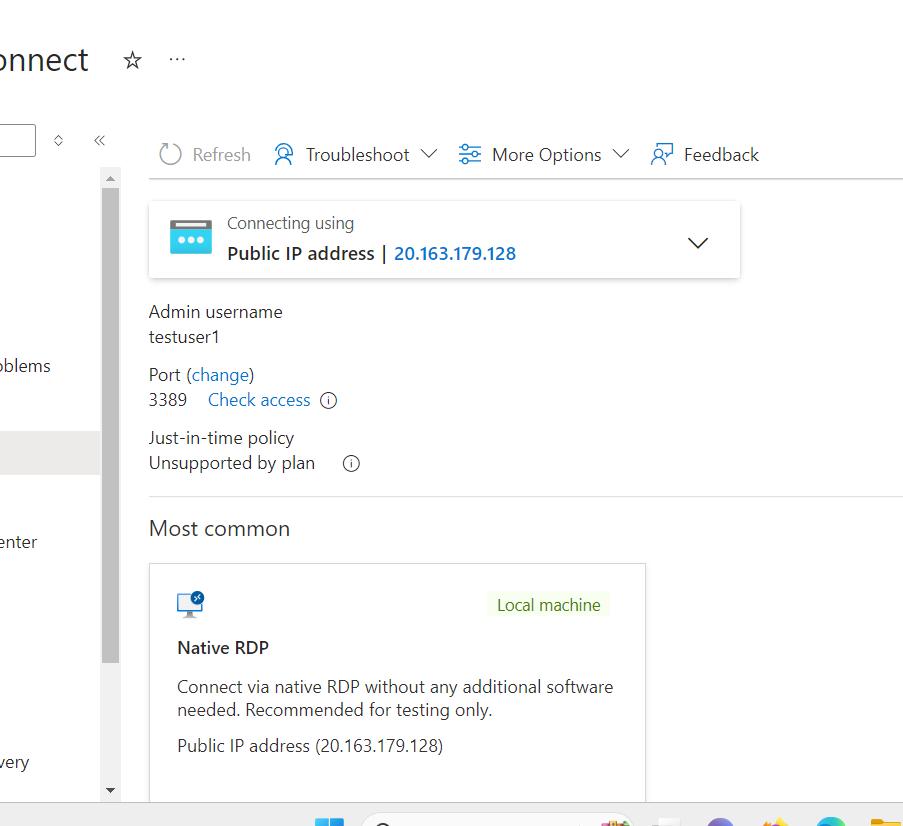 onnect
Refresh Troubleshoot More Options Feedback
Connecting using
Public IP address | 20.163.179.128
Admin username
testuser1
Port (change)
3389 Check access
Just-in-time policy
Unsupported by plan
oblems
enter
very
Most common
Local machine
Native RDP
Connect via native RDP without any additional software
needed. Recommended for testing only.
Public IP address (20.163.179.128)